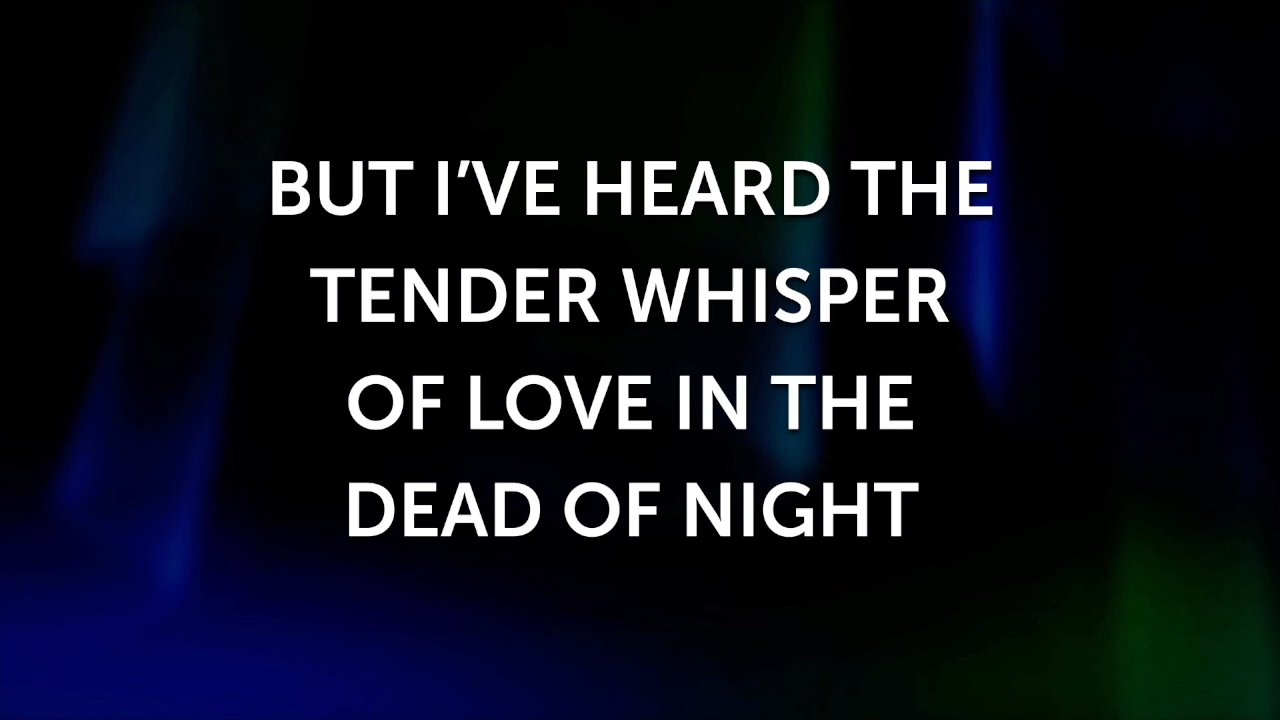 BUT I'VE HEARD THE
TENDER WHISPER
OF LOVE IN THE
DEAD OF NIGHT